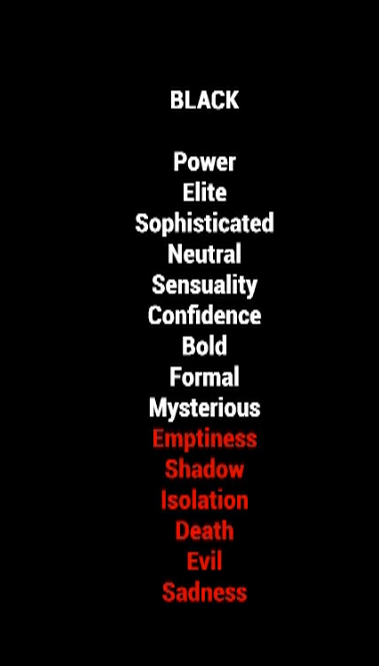 BLACK
Power
Elite
Sophisticated
Neutral
Sensuality
Confidence
Bold
Formal
Mysterious
Emptiness
Shadow
Isolation
Death
Evil
Sadness